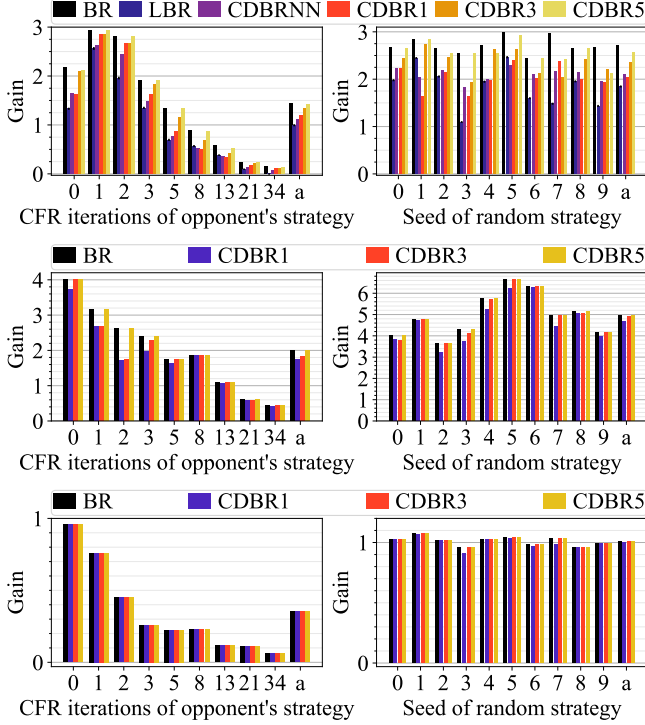 BR LBR CDBRNN CDBR1 CDBR3 CDBR5
Gain
3
2
1
0
0 1 2 3 5 8 13 21 34 a
CFR iterations of opponent's strategy
Gain
3
2
1
0
0 1 2 3 4 5 6 7 8 9 a
Seed of random strategy
BR CDBR1 CDBR3 CDBR5
Gain
4
3
2
1
0
0 1 2 3 5 8 13 21 34 a
CFR iterations of opponent's strategy
Gain
6
5
4
3
2
1
0
0 1 2 3 4 5 6 7 8 9 a
Seed of random strategy
BR CDBR1 CDBR3 CDBR5
Gain
1
0
0 1 2 3 5 8 13 21 34 a
CFR iterations of opponent's strategy
Gain
1
0
0 1 2 3 4 5 6 7 8 9 a
Seed of random strategy